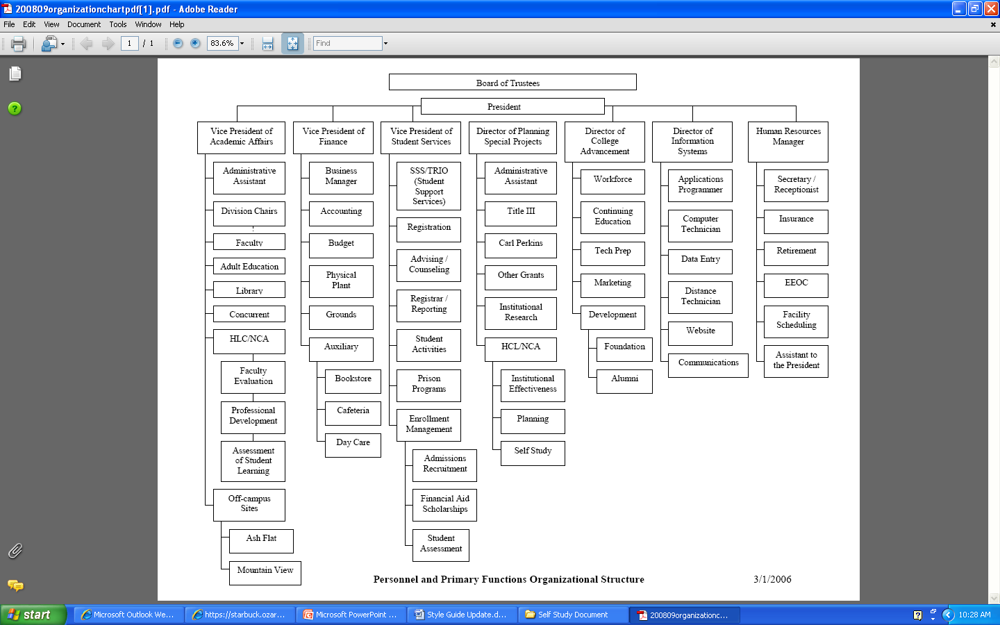 200809organizationchartpdf[1].pdf - Adobe Reader
File Edit View Document Tools Window Help
1 / 1 83.6% Find
Board of Trustees
President
Vice President of
Academic Affairs
Administrative
Assistant
Division Chairs
Faculty
Adult Education
Library
Concurrent
HLC/NCA
Faculty
Evaluation
Professional
Development
Assessment
of Student
Learning
Off-campus
Sites
Ash Flat
Mountain View
Vice President of
Finance
Business
Manager
Accounting
Budget
Physical
Plant
Grounds
Auxiliary
Bookstore
Cafeteria
Day Care
Vice President of
Student Services
SSS/TRIO
(Student
Support
Services)
Registration
Advising /
Counseling
Registrar /
Reporting
Student
Activities
Prison
Programs
Enrollment
Management
Admissions
Recruitment
Financial Aid
Scholarships
Student
Assessment
Director of Planning
Special Projects
Administrative
Assistant
Title III
Carl Perkins
Other Grants
Institutional
Research
HCL/NCA
Institutional
Effectiveness
Planning
Self Study
Director of
College
Advancement
Workforce
Continuing
Education
Tech Prep
Marketing
Development
Foundation
Alumni
Director of
Information
Systems
Applications
Programmer
Computer
Technician
Data Entry
Distance
Technician
Website
Communications
Human Resources
Manager
Secretary /
Receptionist
Insurance
Retirement
EEOC
Facility
Scheduling
Assistant to
the President
Personnel and Primary Functions Organizational Structure 3/1/2006
start Microsoft Outlook We... https://starbuck.ozar... Microsoft PowerPoint ... Style Guide Update.d... Self Study Document 200809organizationc... 10:28 AM